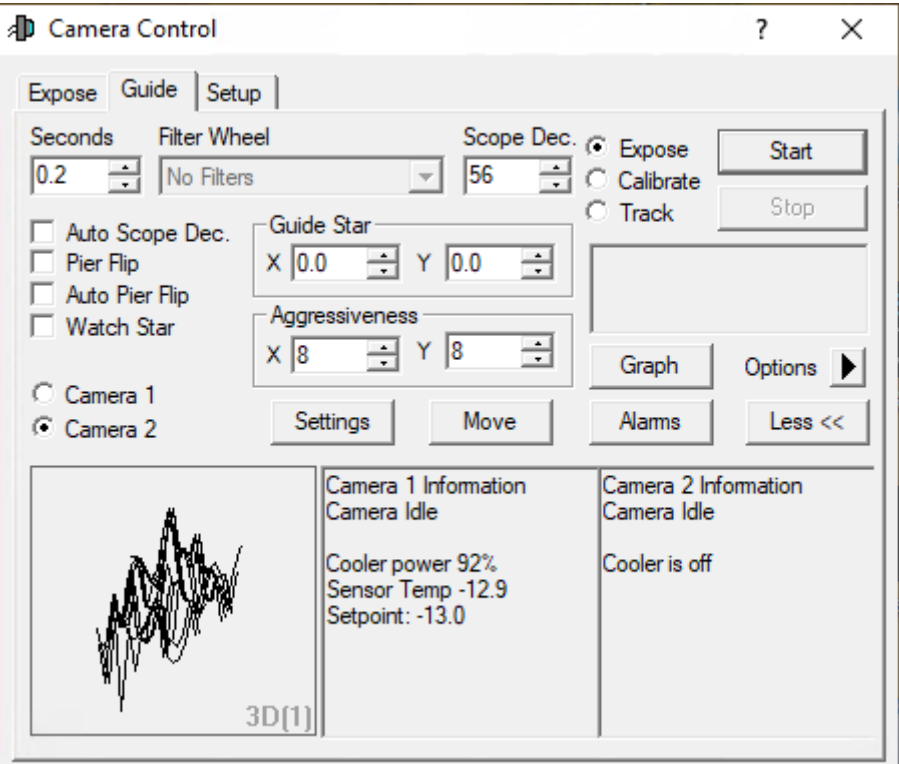 Camera Control
?
Expose Guide Setup
Seconds Filter Wheel Scope Dec.
0.2 No Filters 56
Expose
Calibrate
Track
Start
Stop
Auto Scope Dec.
Pier Flip
Auto Pier Flip
Watch Star
Guide Star
X 0.0 Y 0.0
Aggressiveness
X 8 Y 8
Graph Options
Camera 1
Camera 2
Settings Move Alarms Less <<
3D(1)
Camera 1 Information
Camera Idle
Cooler power 92%
Sensor Temp -12.9
Setpoint: -13.0
Camera 2 Information
Camera Idle
Cooler is off